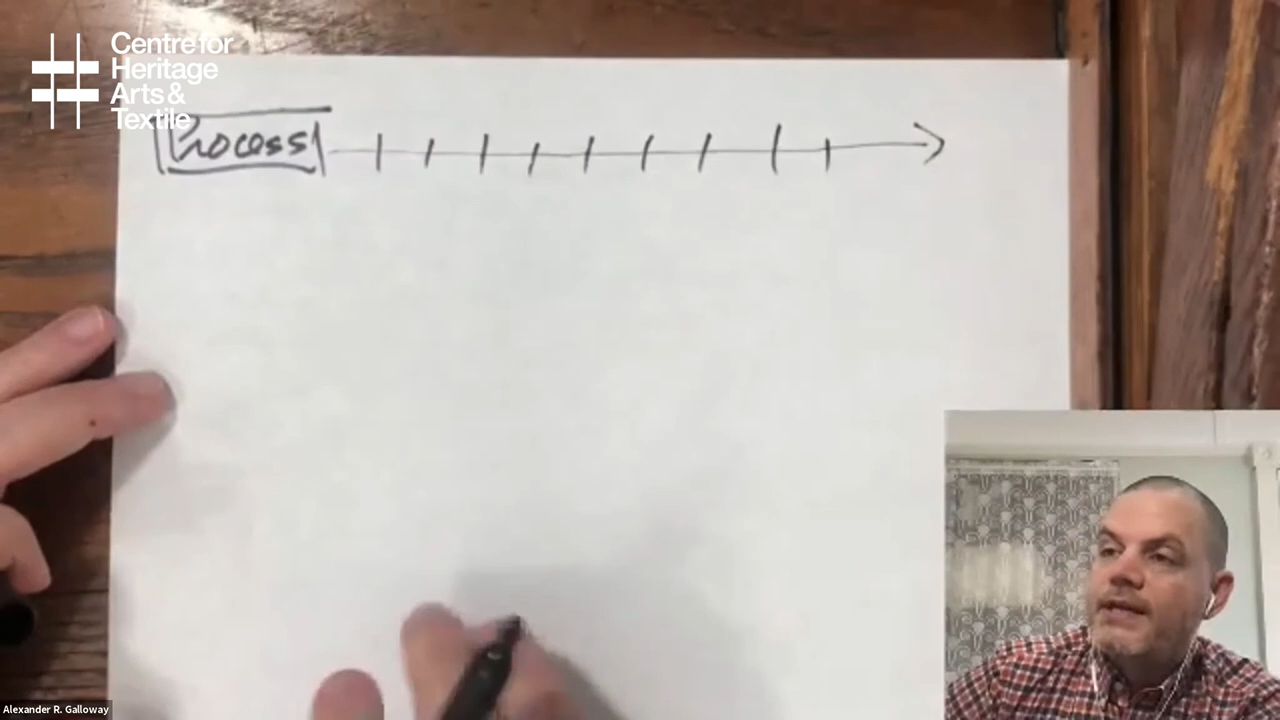 Centre for
Heritage
Arts &
Textile
Process
Alexander R. Galloway